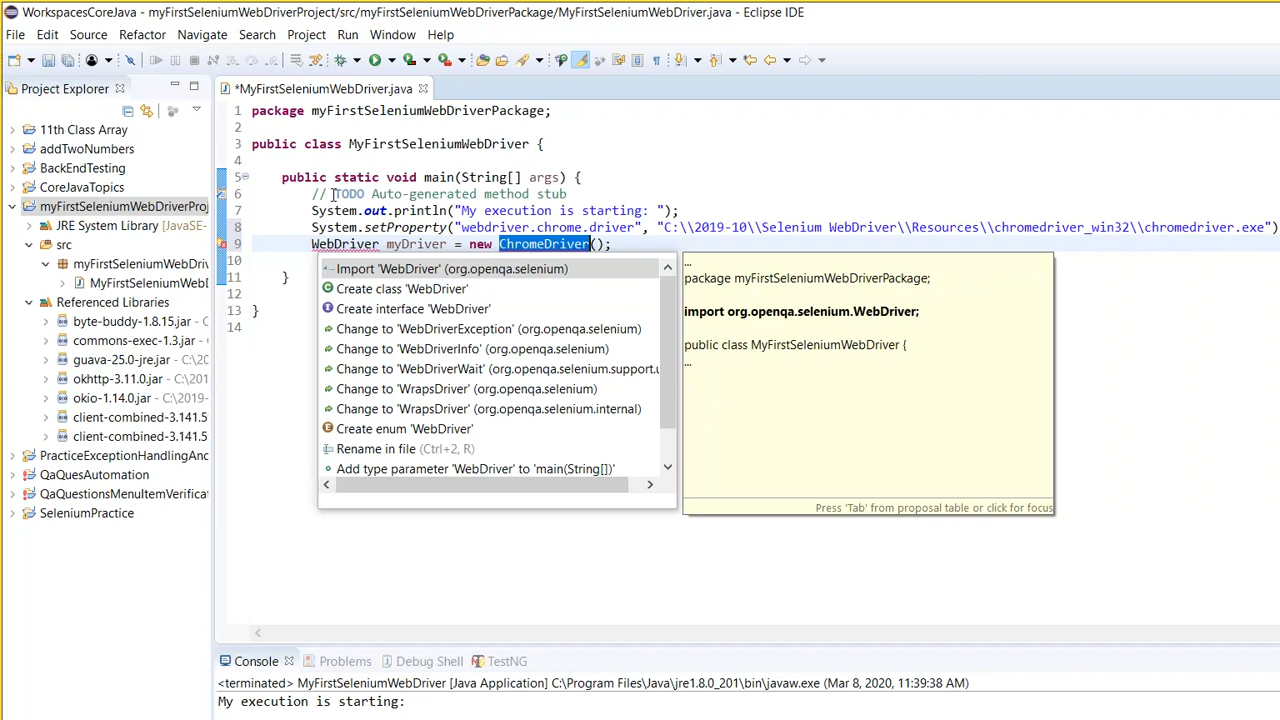 WorkspacesCoreJava - myFirstSeleniumWebDriverProject/src/myFirstSeleniumWebDriverPackage/MyFirstSeleniumWebDriver.java - Eclipse IDE
File Edit Source Refactor Navigate Search Project Run Window Help
Project Explorer
*MyFirstSeleniumWebDriver.java
11th Class Array
addTwoNumbers
BackEndTesting
CoreJavaTopics
myFirstSeleniumWebDriverProj
JRE System Library [JavaSE-
src
myFirstSeleniumWebDriv
MyFirstSeleniumWebD
Referenced Libraries
byte-buddy-1.8.15.jar - C:\
commons-exec-1.3.jar -
guava-25.0-jre.jar - C:\20
okhttp-3.11.0.jar - C:\201
okio-1.14.0.jar - C:\2019-
client-combined-3.141.5
client-combined-3.141.5
PracticeExceptionHandlingAnd
QaQuesAutomation
QaQuestionsMenuItemVerifica
SeleniumPractice
1 package myFirstSeleniumWebDriverPackage;
2
3 public class MyFirstSeleniumWebDriver {
4
5 public static void main(String[] args) {
6 // TODO Auto-generated method stub
7 System.out.println("My execution is starting: ");
8 System.setProperty("webdriver.chrome.driver", "C:\\2019-10\\Selenium WebDriver\\Resources\\chromedriver_win32\\chromedriver.exe")
9 WebDriver myDriver = new ChromeDriver();
10
11 }
12
13 }
14
Import 'WebDriver' (org.openqa.selenium)
Create class 'WebDriver'
Create interface 'WebDriver'
Change to 'WebDriverException' (org.openqa.selenium)
Change to 'WebDriverInfo' (org.openqa.selenium)
Change to 'WebDriverWait' (org.openqa.selenium.support.u
Change to 'WrapsDriver' (org.openqa.selenium)
Change to 'WrapsDriver' (org.openqa.selenium.internal)
Create enum 'WebDriver'
Rename in file (Ctrl+2, R)
Add type parameter 'WebDriver' to 'main(String[])'
...
package myFirstSeleniumWebDriverPackage;
import org.openqa.selenium.WebDriver;
public class MyFirstSeleniumWebDriver {
...
Press 'Tab' from proposal table or click for focus
Console Problems Debug Shell TestNG
<terminated> MyFirstSeleniumWebDriver [Java Application] C:\Program Files\Java\jre1.8.0_201\bin\javaw.exe (Mar 8, 2020, 11:39:38 AM)
My execution is starting: